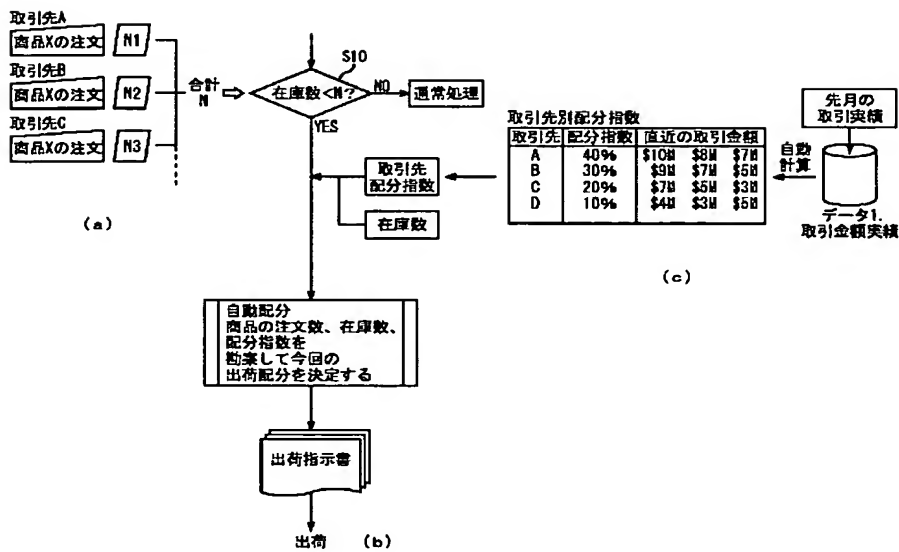 取引先A
商品Xの注文 N1
取引先B
商品Xの注文 N2
取引先C
商品Xの注文 N3
合計
N
(a)
S10
在庫数<N?
NO
通常処理
YES
取引先
配分指数
在庫数
自動配分
商品の注文数、在庫数、
配分指数を
勘案して今回の
出荷配分を決定する
出荷指示書
出荷
(b)
取引先別配分指数
取引先 配分指数 直近の取引金額
A 40% $10M $8M $7M
B 30% $9M $7M $5M
C 20% $7M $5M $3M
D 10% $4M $3M $5M
(c)
自動
計算
先月の
取引実績
データ1.
取引金額実績